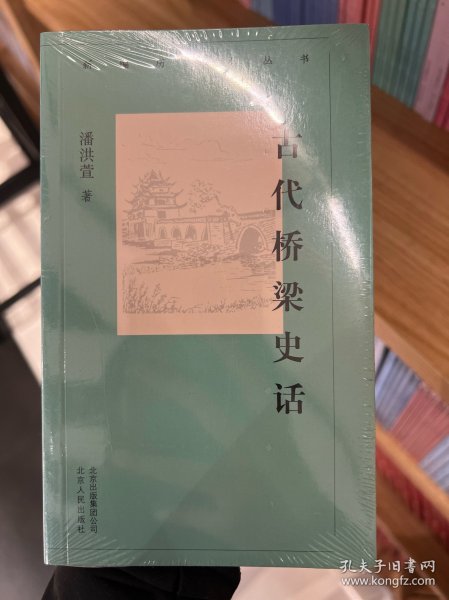 丛书
古代桥梁史话
潘洪萱 著
北京出版集团公司
北京人民出版社
孔夫子旧书网
www.kongfz.com